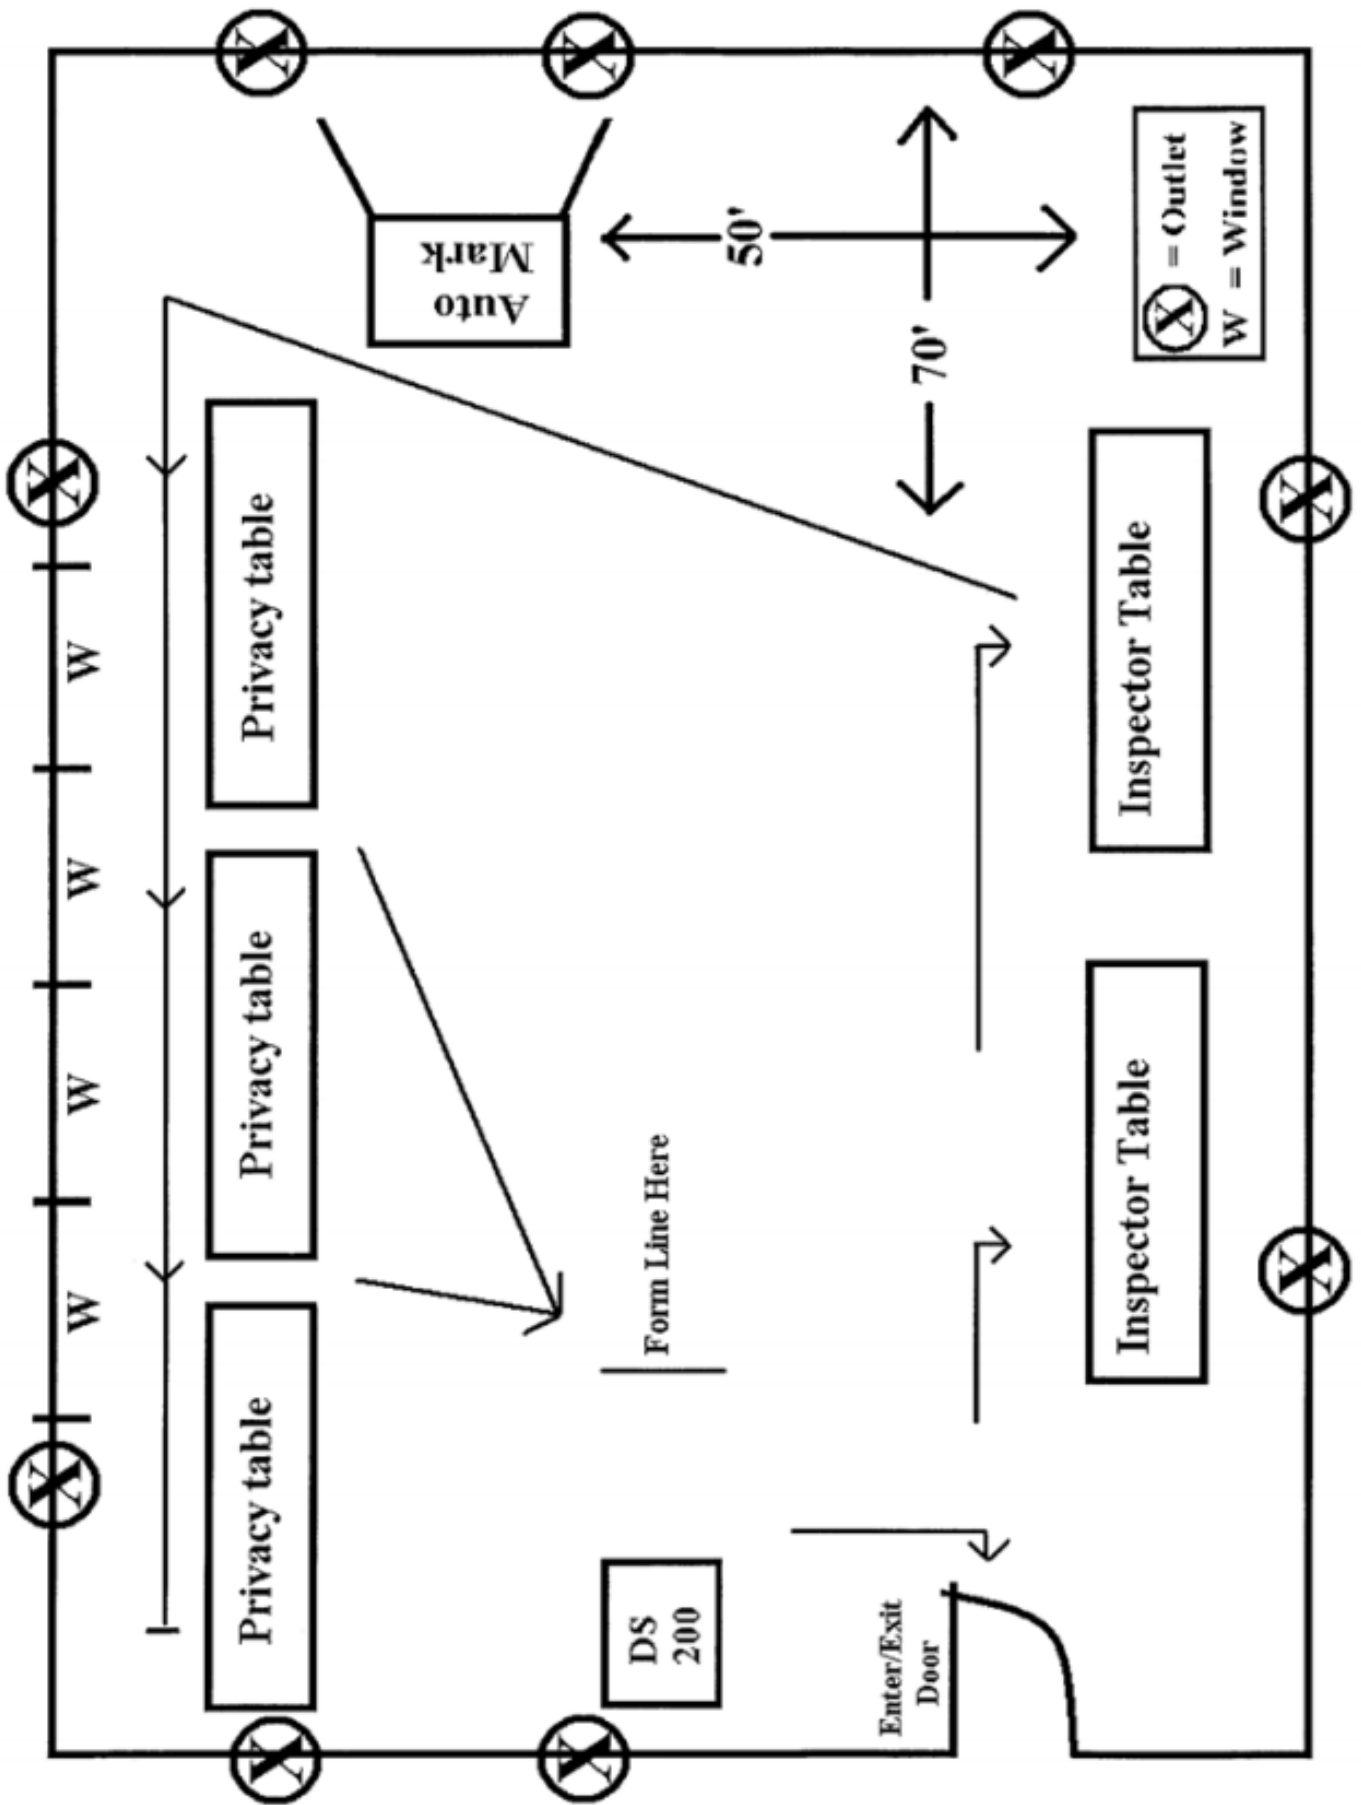 W
W
W
W
Privacy table
Privacy table
Privacy table
Auto
Mark
DS
200
Form Line Here
50'
70'
Enter/Exit
Door
Inspector Table
Inspector Table
X = Outlet
W = Window
X
X
X
X
X
X
X
X
X